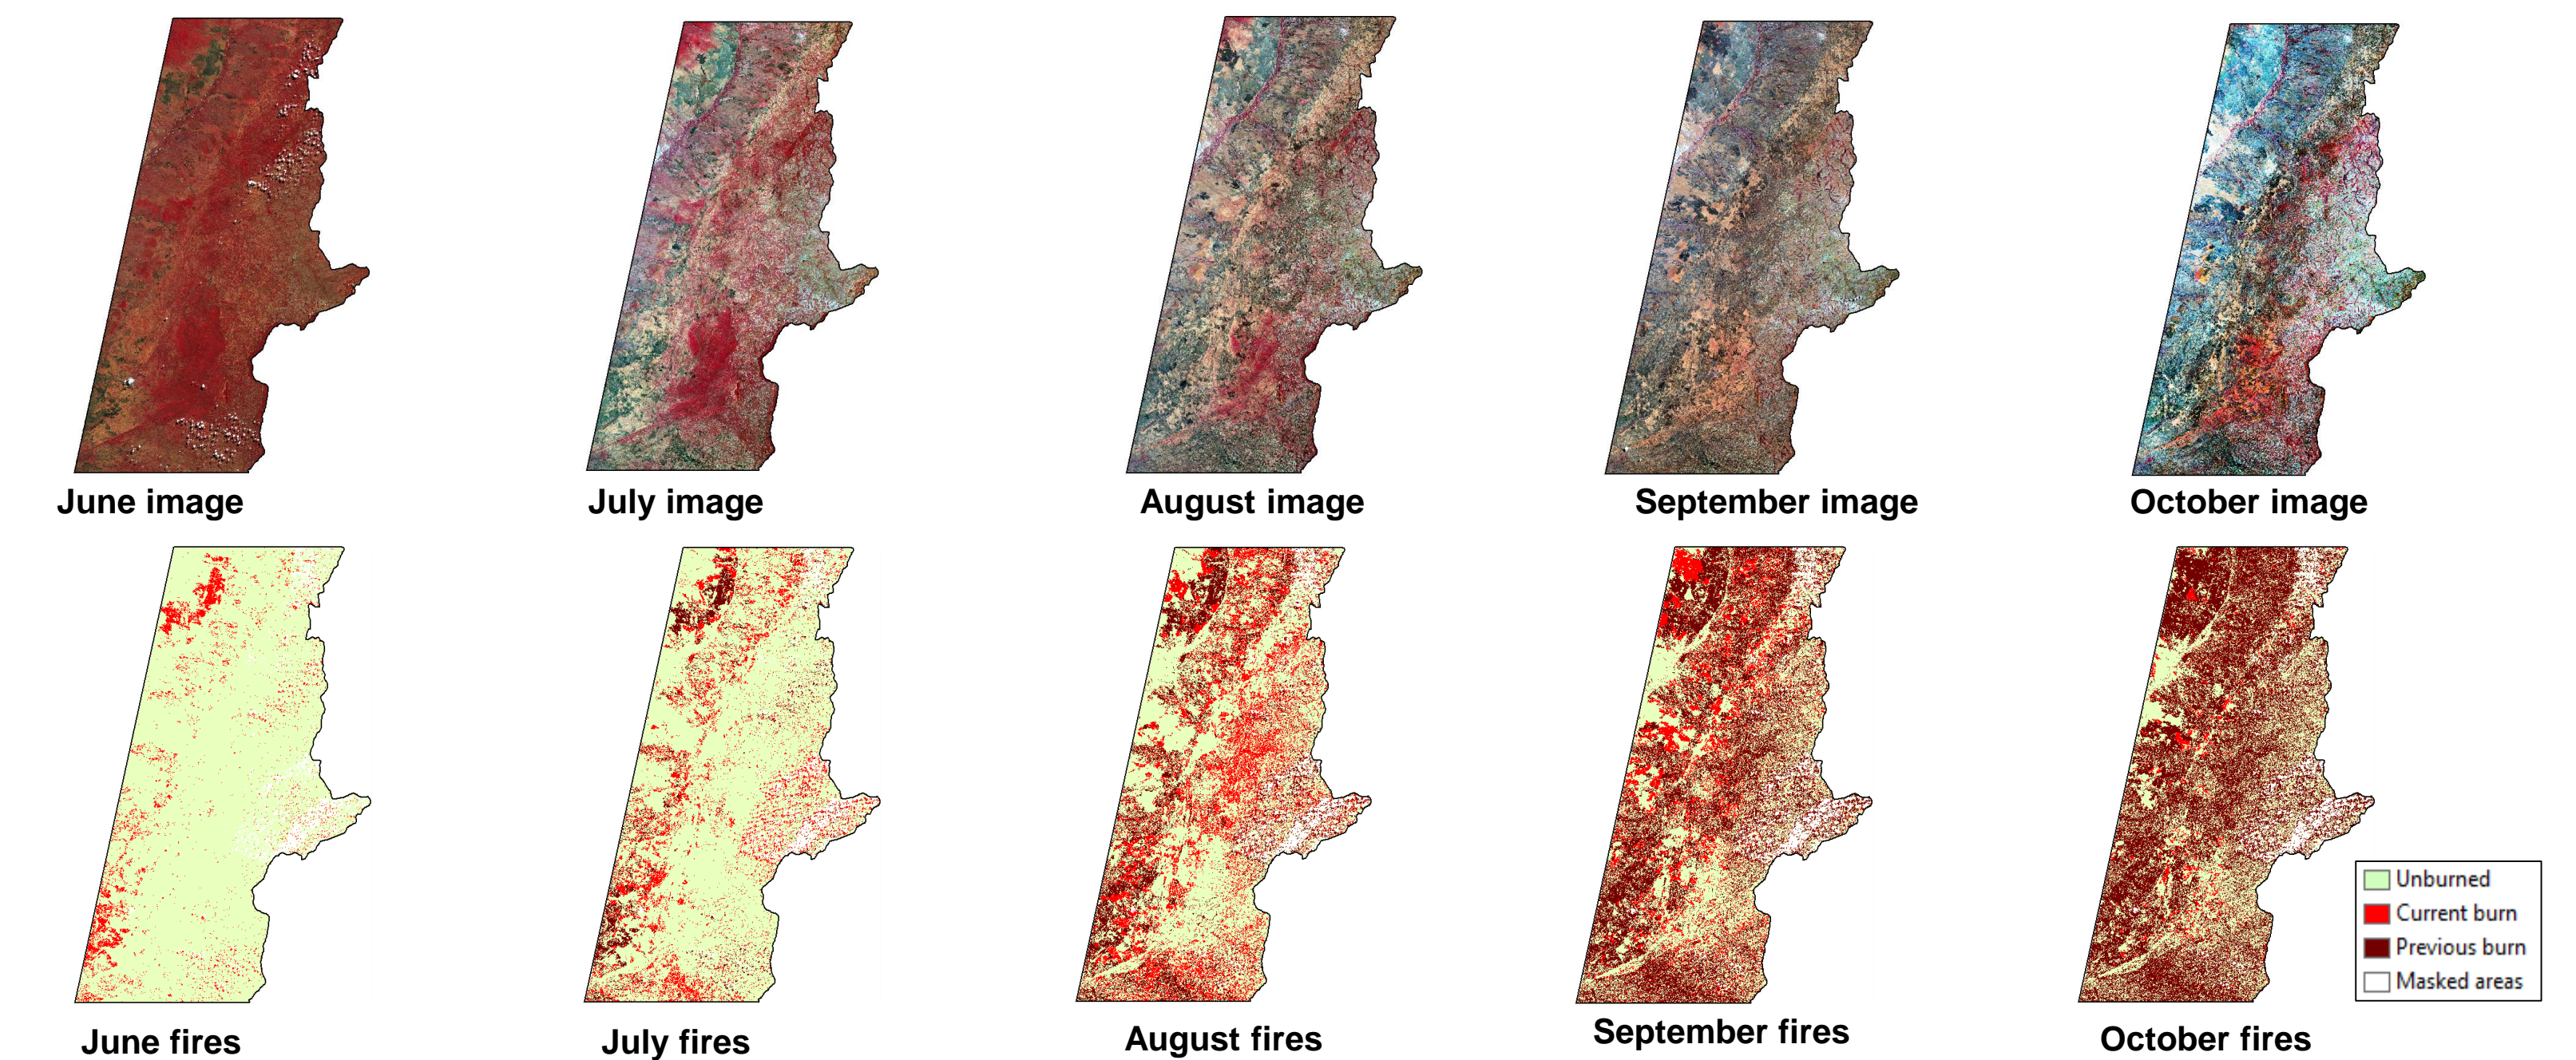 June image
July image
August image
September image
October image
Unburned
Current burn
Previous burn
Masked areas
June fires
July fires
August fires
September fires
October fires